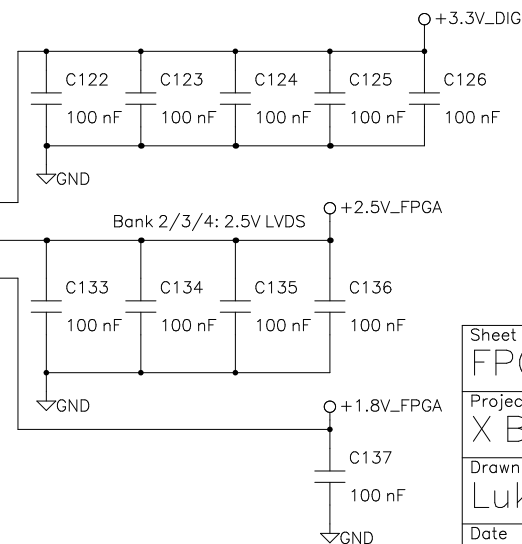 +3.3V_DIG
C122 C123 C124 C125 C126
100 nF 100 nF 100 nF 100 nF 100 nF
GND
+2.5V_FPGA
Bank 2/3/4: 2.5V LVDS
C133 C134 C135 C136
100 nF 100 nF 100 nF 100 nF
GND
+1.8V_FPGA
C137
100 nF
GND
Sheet
Drawn
Date